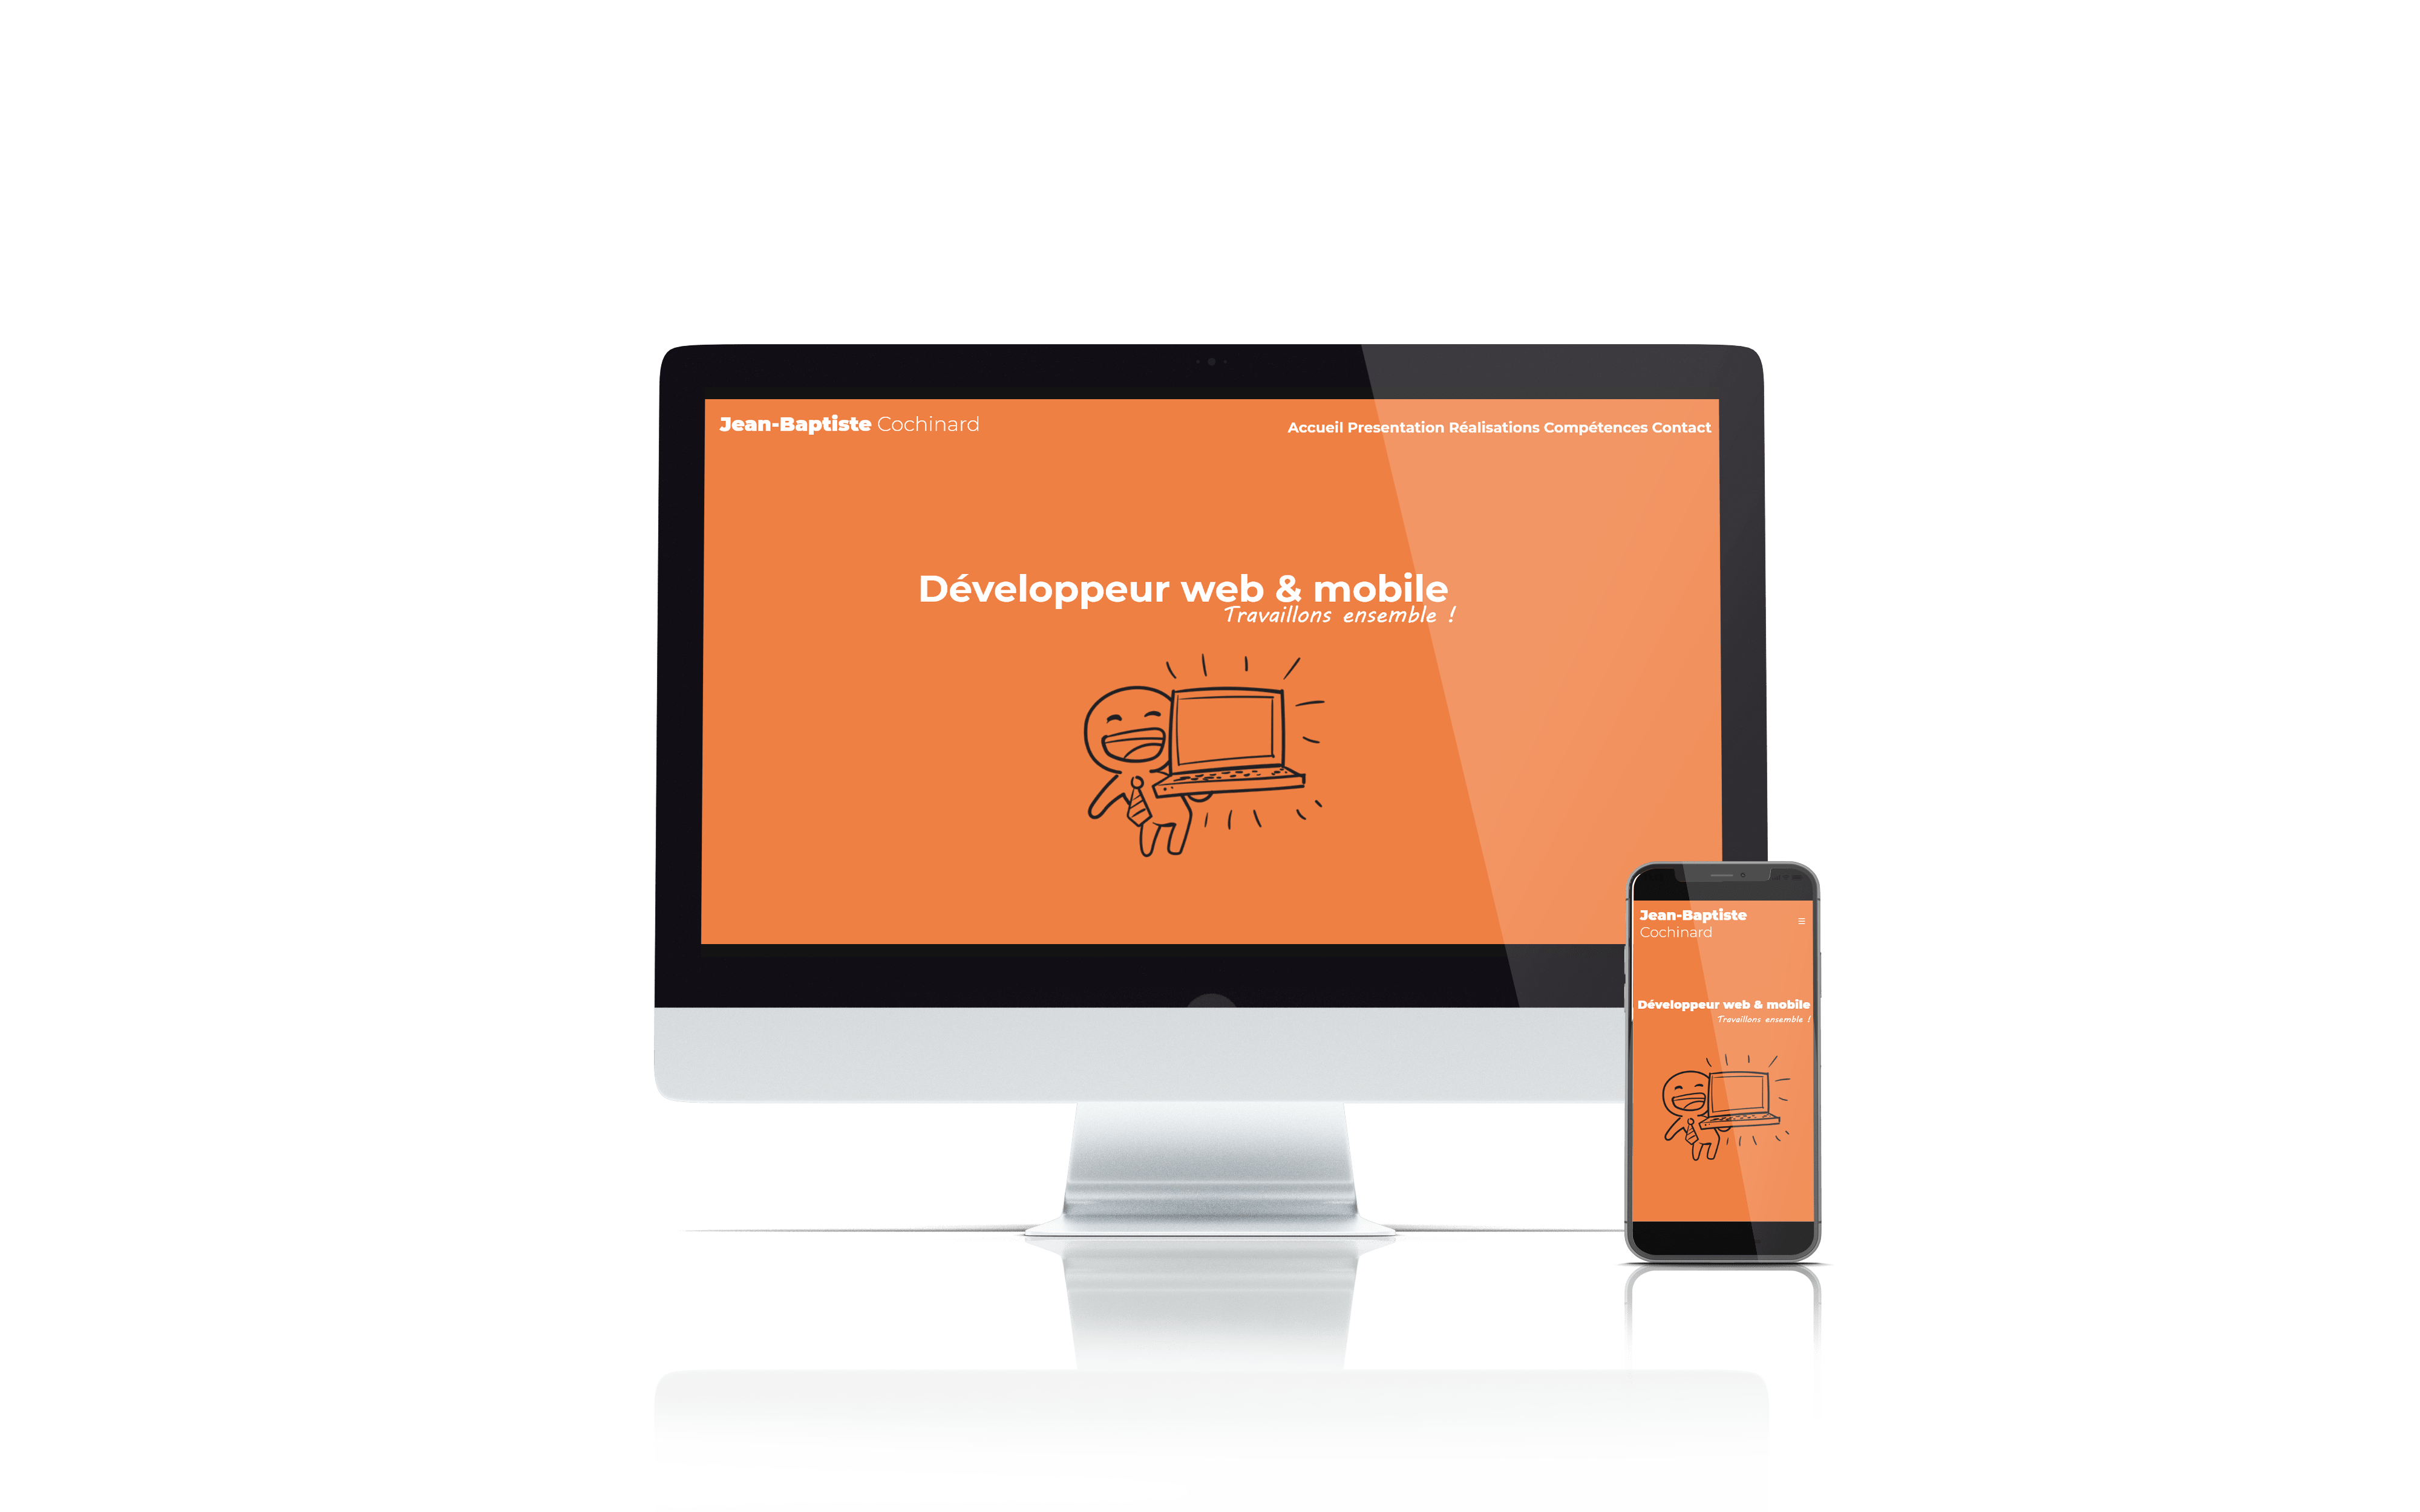 Jean-Baptiste Cochinard
Accueil Presentation Réalisations Compétences Contact
Développeur web & mobile
Travaillons ensemble !
Jean-Baptiste
Cochinard
Développeur web & mobile
Travaillons ensemble !